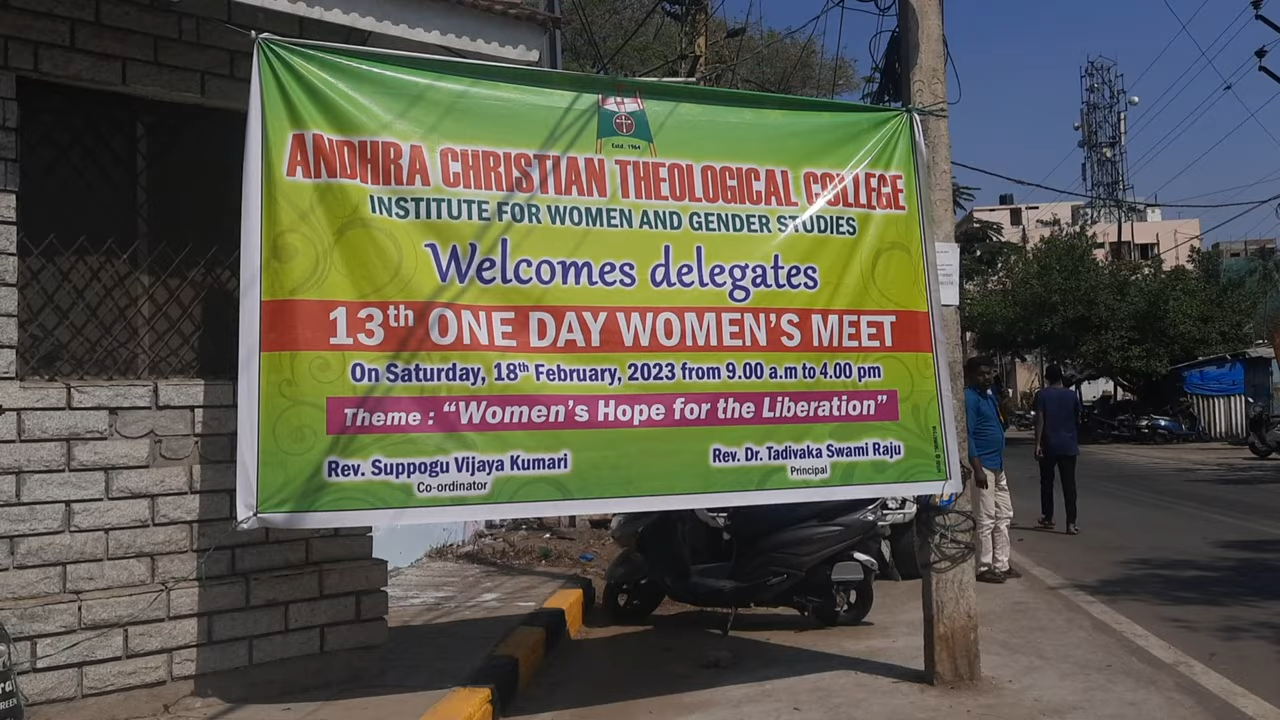 Estd. 1964
ANDHRA CHRISTIAN THEOLOGICAL COLLEGE
INSTITUTE FOR WOMEN AND GENDER STUDIES
Welcomes delegates
13th ONE DAY WOMEN'S MEET
On Saturday, 18th February, 2023 from 9.00 a.m to 4.00 pm
Theme : "Women's Hope for the Liberation"
Rev. Suppogu Vijaya Kumari
Co-ordinator
Rev. Dr. Tadivaka Swami Raju
Principal